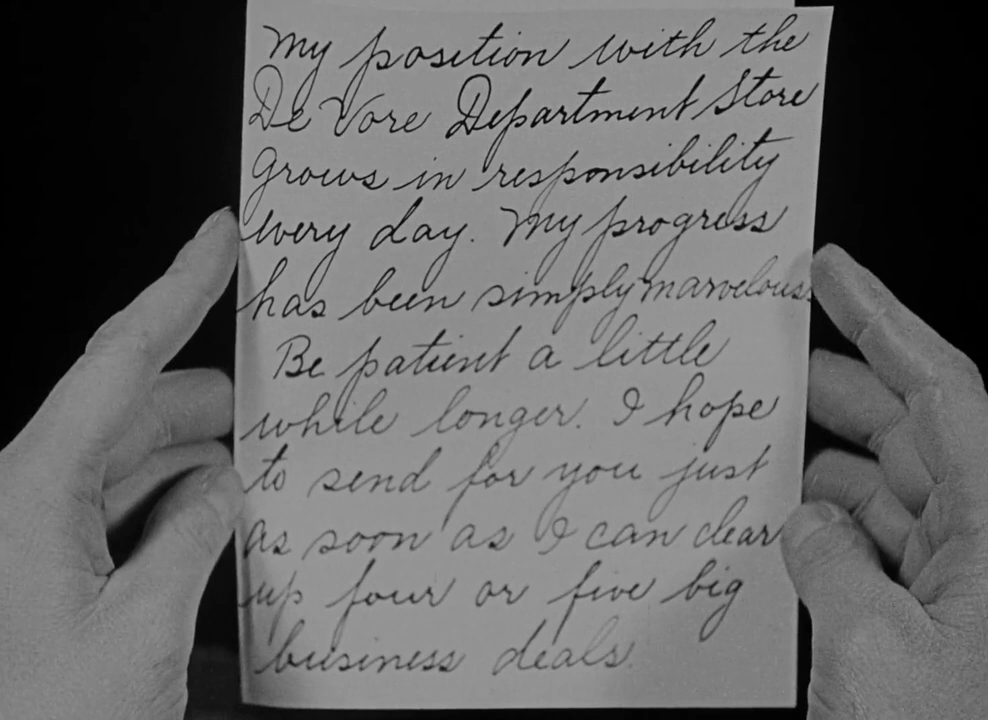 My position with the
De Vore Department Store
grows in responsibility
every day. My progress
has been simply marvelous.
Be patient a little
while longer. I hope
to send for you just
as soon as I can clear
up four or five big
business deals.